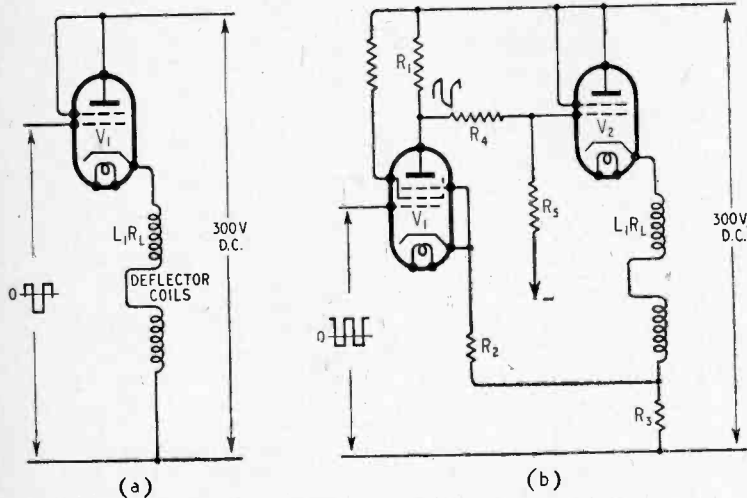 V1
L1RL
DEFLECTOR
COILS
300V
D.C.
0
(a)
R1
R4
V1
V2
R5
L1RL
300V
D.C.
0
R2
R3
-
(b)